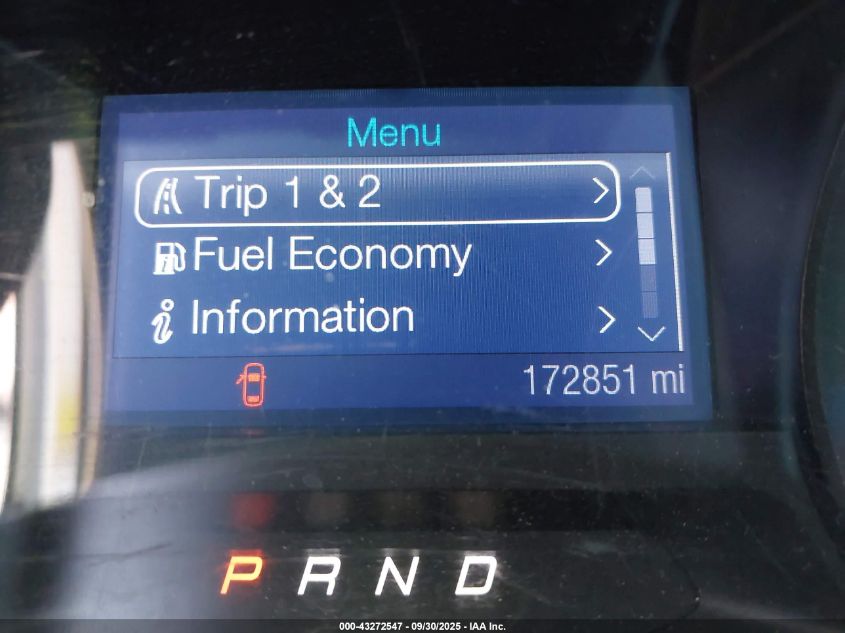 Menu
Trip 1 & 2
Fuel Economy
Information
172851 mi
P R N D
000-43272547 - 09/30/2025 - IAA Inc.